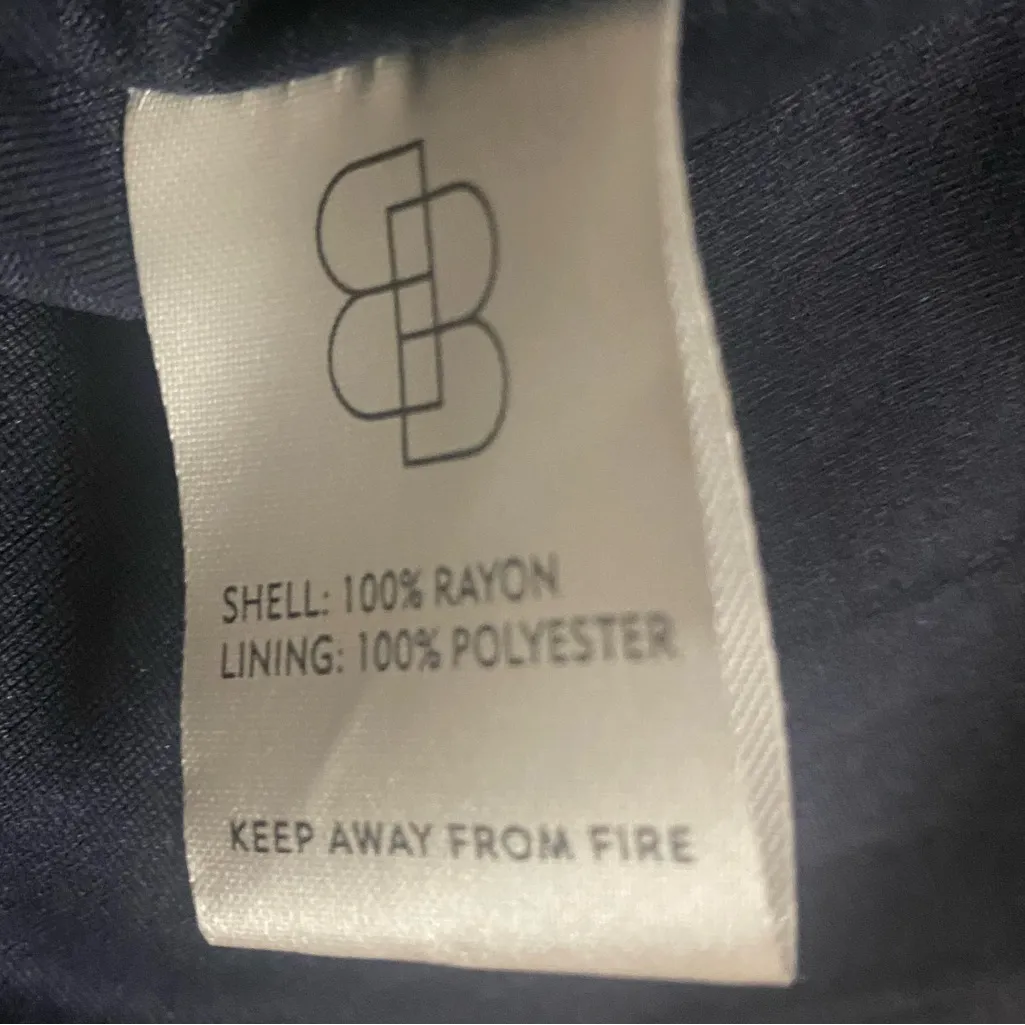 SHELL: 100% RAYON
LINING: 100% POLYESTER
KEEP AWAY FROM FIRE